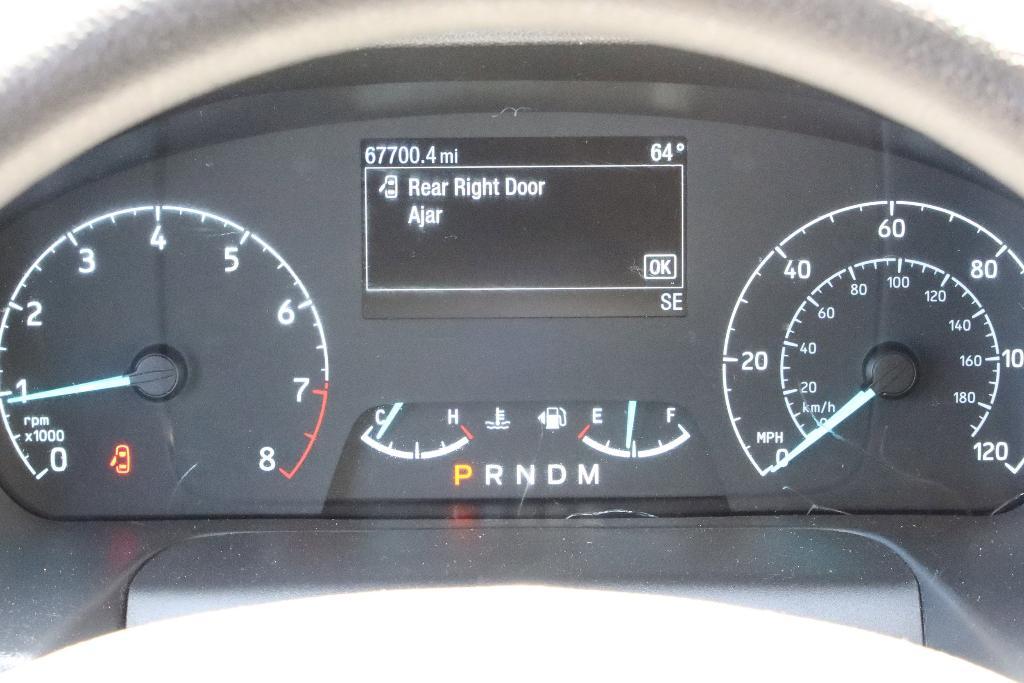 67700.4 mi 64°
Rear Right Door
Ajar
OK
SE
0 1 2 3 4 5 6 7 8
rpm
x1000
C H
E F
P R N D M
0 20 40 60 80 10 120
MPH
20 40 60 80 100 120 140 160 180
km/h